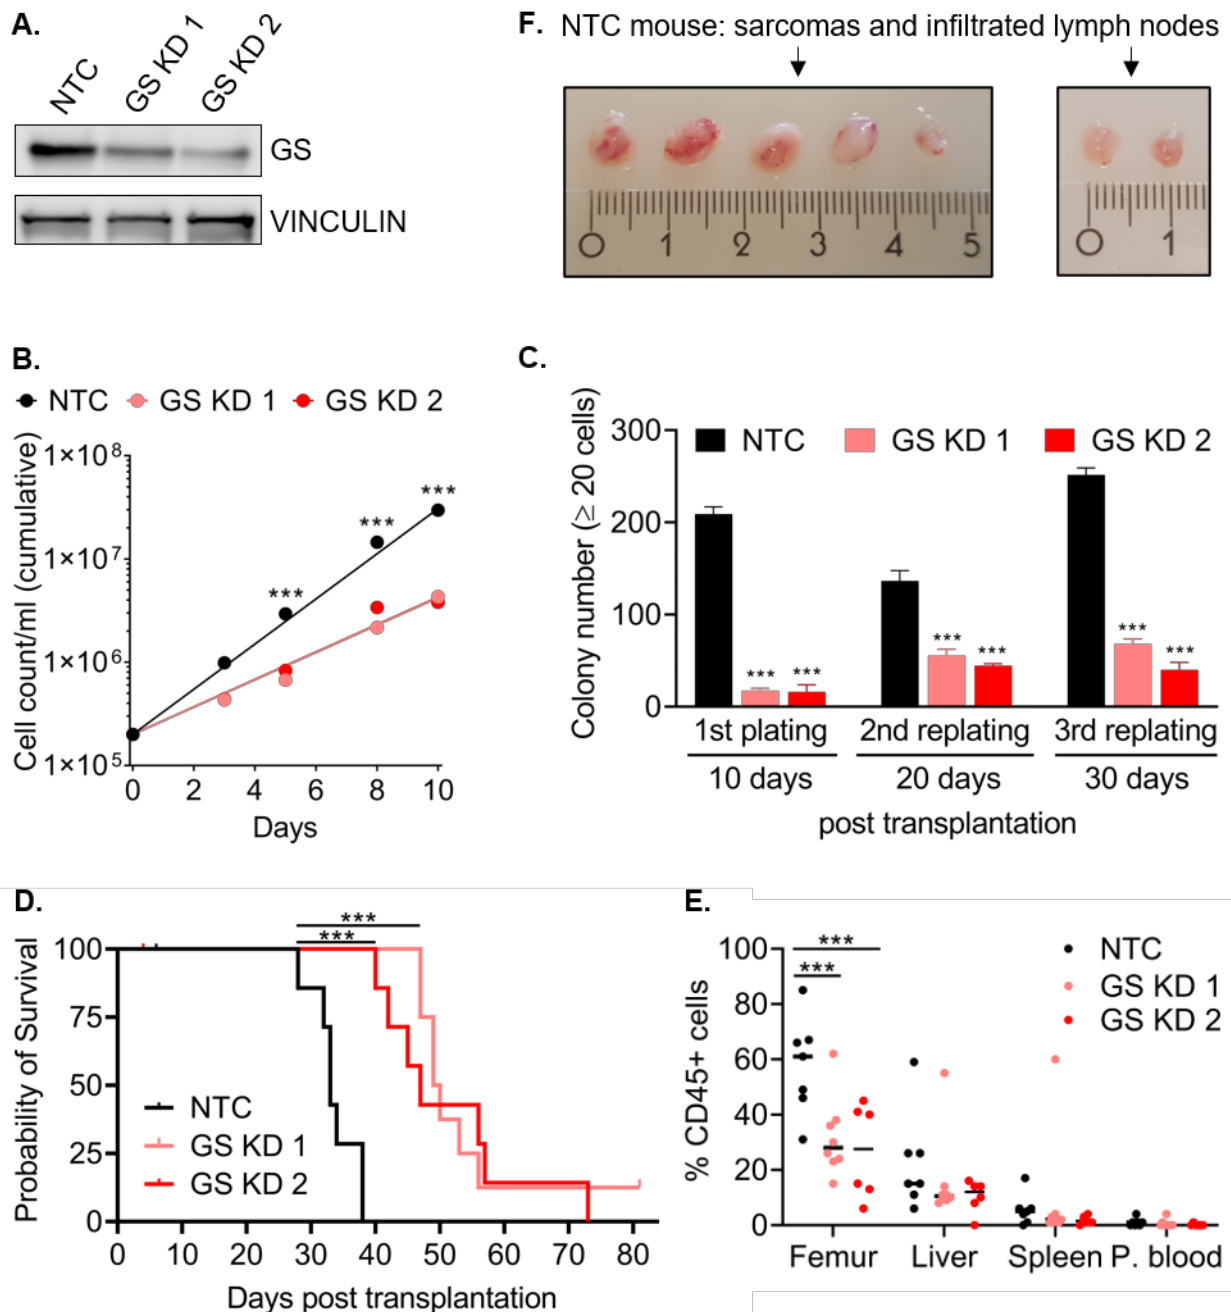 A.
NTC
GS KD 1
GS KD 2
GS
VINCULIN
F. NTC mouse: sarcomas and infiltrated lymph nodes
0 1 2 3 4 5
0 1
B.
NTC GS KD 1 GS KD 2
Cell count/ml (cumulative)
1×10⁸
1×10⁷
1×10⁶
1×10⁵
***
***
***
0 2 4 6 8 10
Days
C.
Colony number (≥ 20 cells)
300
200
100
0
NTC GS KD 1 GS KD 2
*** ***
*** ***
*** ***
1st plating 2nd replating 3rd replating
10 days 20 days 30 days
post transplantation
D.
Probability of Survival
100
75
50
25
0
***
***
NTC
GS KD 1
GS KD 2
0 10 20 30 40 50 60 70 80
Days post transplantation
E.
% CD45+ cells
100
80
60
40
20
0
***
***
NTC
GS KD 1
GS KD 2
Femur Liver Spleen P. blood